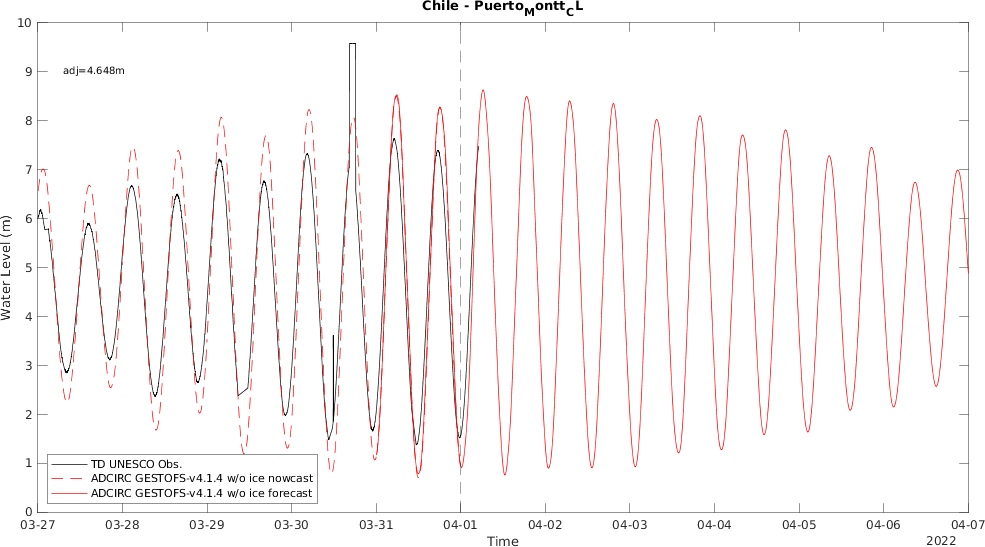 Chile - PuertoMonttCL
10
9
8
7
6
5
4
3
2
1
0
Water Level (m)
adj=4.648m
TD UNESCO Obs.
ADCIRC GESTOFS-v4.1.4 w/o ice nowcast
ADCIRC GESTOFS-v4.1.4 w/o ice forecast
03-27 03-28 03-29 03-30 03-31 04-01 04-02 04-03 04-04 04-05 04-06 04-07
Time
2022